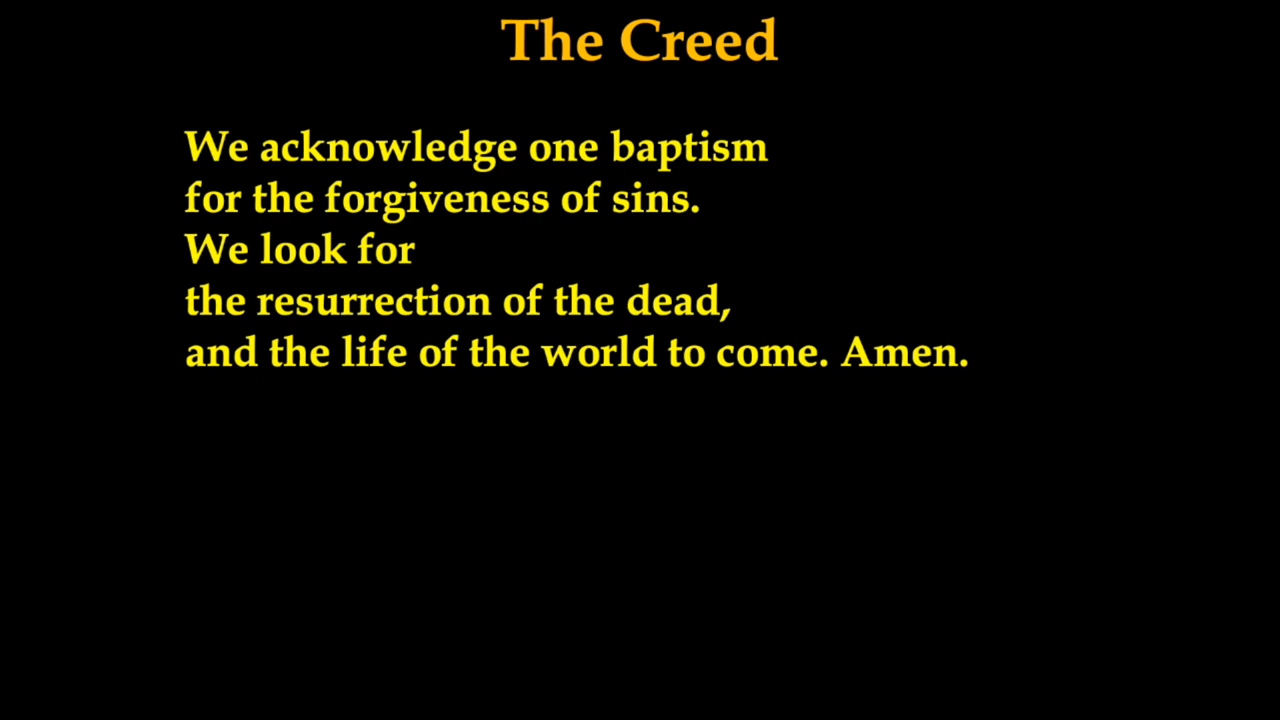 The Creed
We acknowledge one baptism
for the forgiveness of sins.
We look for
the resurrection of the dead,
and the life of the world to come. Amen.